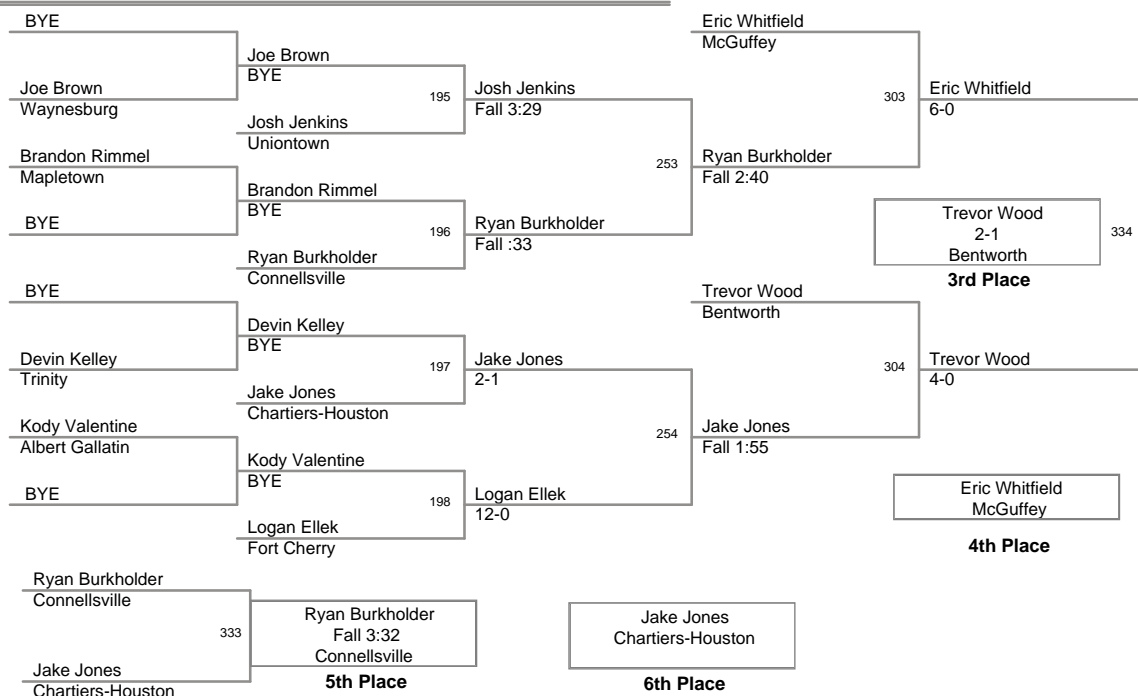 BYE
Joe Brown
Waynesburg
Brandon Rimmel
Mapletown
BYE
BYE
Devin Kelley
Trinity
Kody Valentine
Albert Gallatin
BYE
Joe Brown
BYE
195
Josh Jenkins
Uniontown
Brandon Rimmel
BYE
196
Ryan Burkholder
Connellsville
Devin Kelley
BYE
197
Jake Jones
Chartiers-Houston
Kody Valentine
BYE
198
Logan Ellek
Fort Cherry
Josh Jenkins
Fall 3:29
253
Ryan Burkholder
Fall :33
Jake Jones
2-1
254
Logan Ellek
12-0
Eric Whitfield
McGuffey
303
Ryan Burkholder
Fall 2:40
Trevor Wood
Bentworth
304
Jake Jones
Fall 1:55
Eric Whitfield
6-0
Trevor Wood
2-1
Bentworth
334
3rd Place
Trevor Wood
4-0
Eric Whitfield
McGuffey
4th Place
Ryan Burkholder
Connellsville
333
Jake Jones
Chartiers-Houston
Ryan Burkholder
Fall 3:32
Connellsville
5th Place
Jake Jones
Chartiers-Houston
6th Place